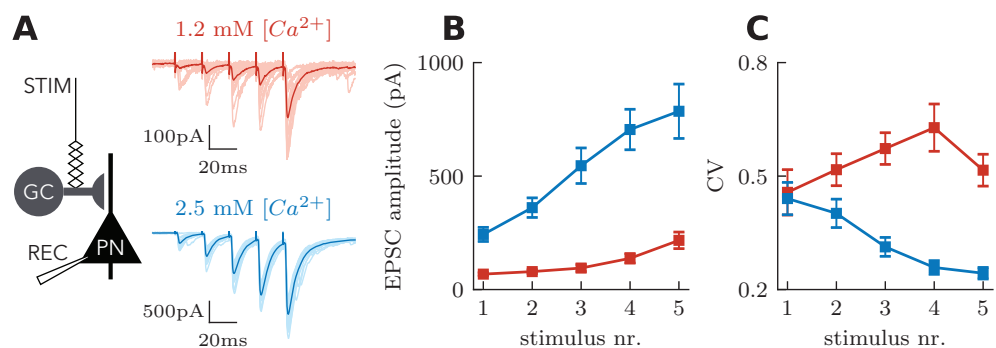 A
1.2 mM [Ca²⁺]
STIM
GC
REC
PN
100pA
20ms
2.5 mM [Ca²⁺]
500pA
20ms
B
EPSC amplitude (pA)
1000
500
0
1 2 3 4 5
stimulus nr.
C
CV
0.8
0.5
0.2
1 2 3 4 5
stimulus nr.